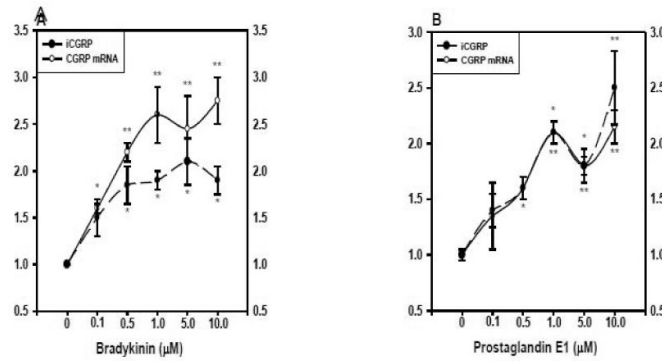 A
3.5 3.5
iCGRP
CGRP mRNA
3.0 3.0
** **
** **
2.5 2.5
**
2.0 2.0
*
* * * *
1.5 1.5
1.0 1.0
0.5 0.5
0 0.1 0.5 1.0 5.0 10.0
Bradykinin (µM)
B
3.0 3.0
iCGRP
CGRP mRNA
**
2.5 2.5
* *
2.0 2.0
** ** **
1.5 1.5
*
1.0 1.0
0.5 0.5
0 0.1 0.5 1.0 5.0 10.0
Prostaglandin E1 (µM)